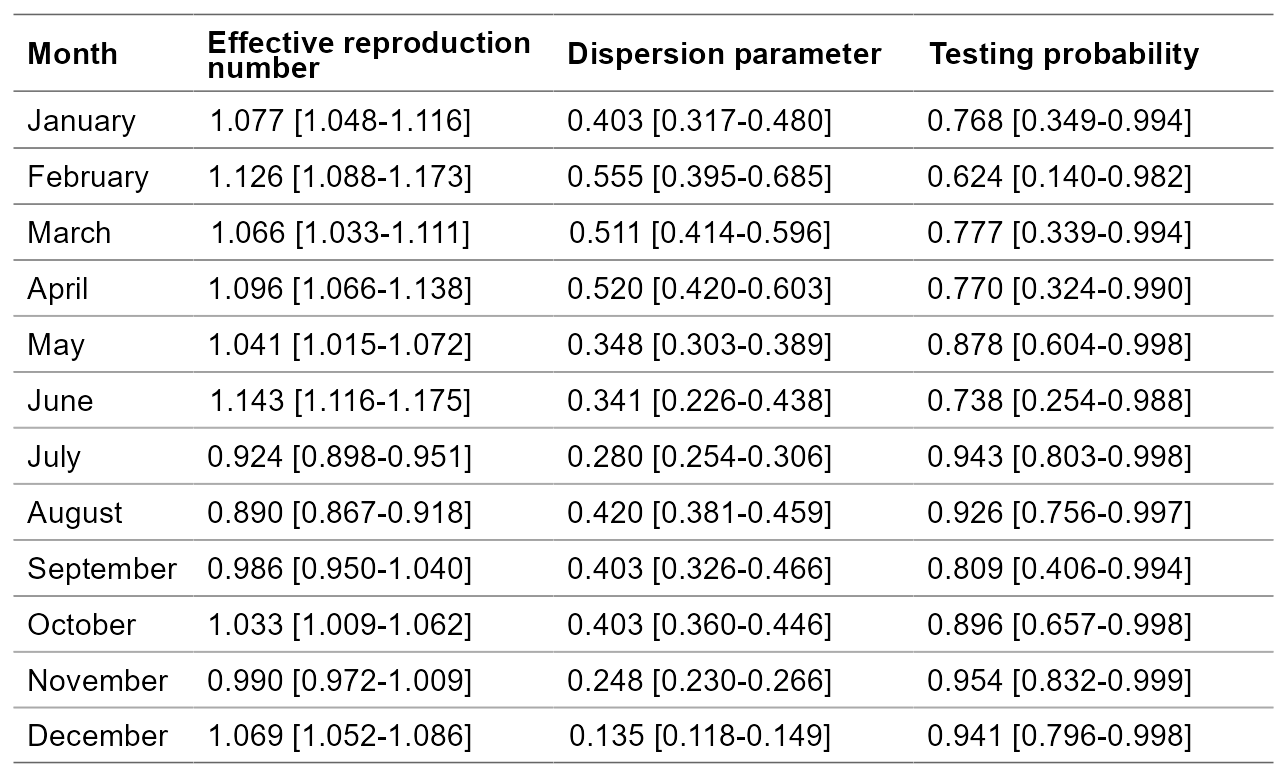 Month Effective reproduction number Dispersion parameter Testing probability
January 1.077 [1.048-1.116] 0.403 [0.317-0.480] 0.768 [0.349-0.994]
February 1.126 [1.088-1.173] 0.555 [0.395-0.685] 0.624 [0.140-0.982]
March 1.066 [1.033-1.111] 0.511 [0.414-0.596] 0.777 [0.339-0.994]
April 1.096 [1.066-1.138] 0.520 [0.420-0.603] 0.770 [0.324-0.990]
May 1.041 [1.015-1.072] 0.348 [0.303-0.389] 0.878 [0.604-0.998]
June 1.143 [1.116-1.175] 0.341 [0.226-0.438] 0.738 [0.254-0.988]
July 0.924 [0.898-0.951] 0.280 [0.254-0.306] 0.943 [0.803-0.998]
August 0.890 [0.867-0.918] 0.420 [0.381-0.459] 0.926 [0.756-0.997]
September 0.986 [0.950-1.040] 0.403 [0.326-0.466] 0.809 [0.406-0.994]
October 1.033 [1.009-1.062] 0.403 [0.360-0.446] 0.896 [0.657-0.998]
November 0.990 [0.972-1.009] 0.248 [0.230-0.266] 0.954 [0.832-0.999]
December 1.069 [1.052-1.086] 0.135 [0.118-0.149] 0.941 [0.796-0.998]